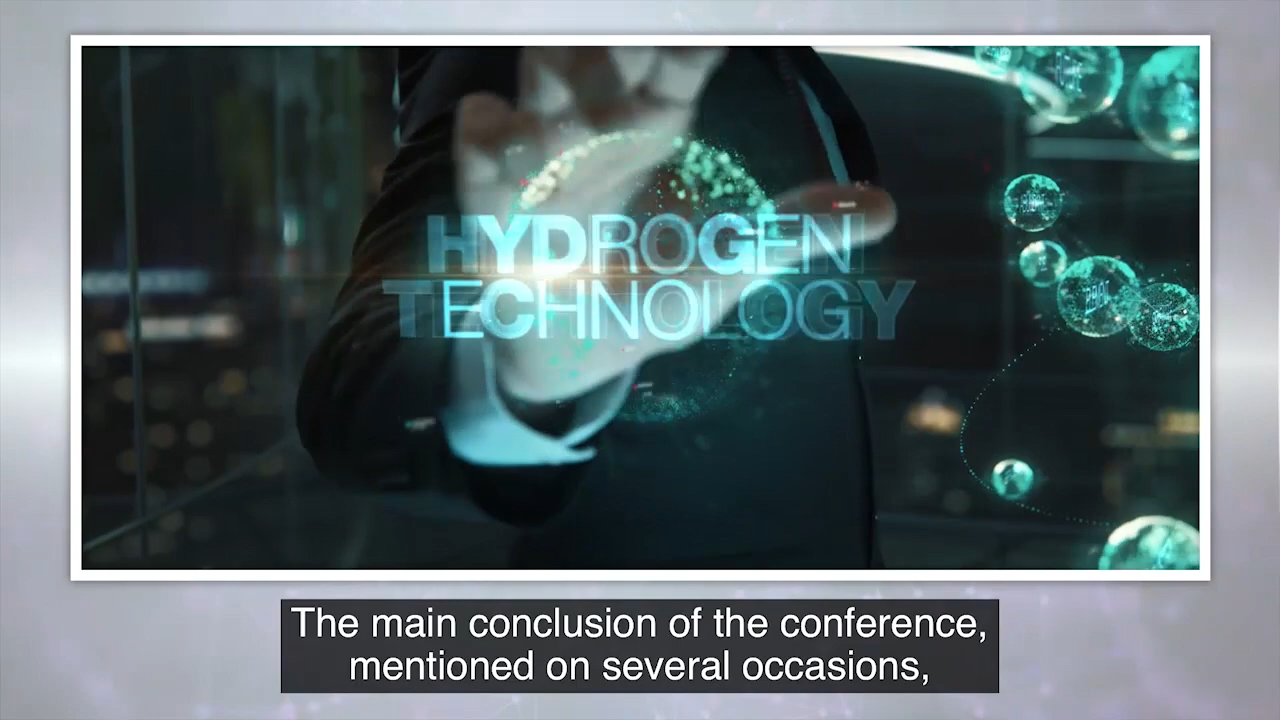 HYDROGEN
TECHNOLOGY
The main conclusion of the conference,
mentioned on several occasions,